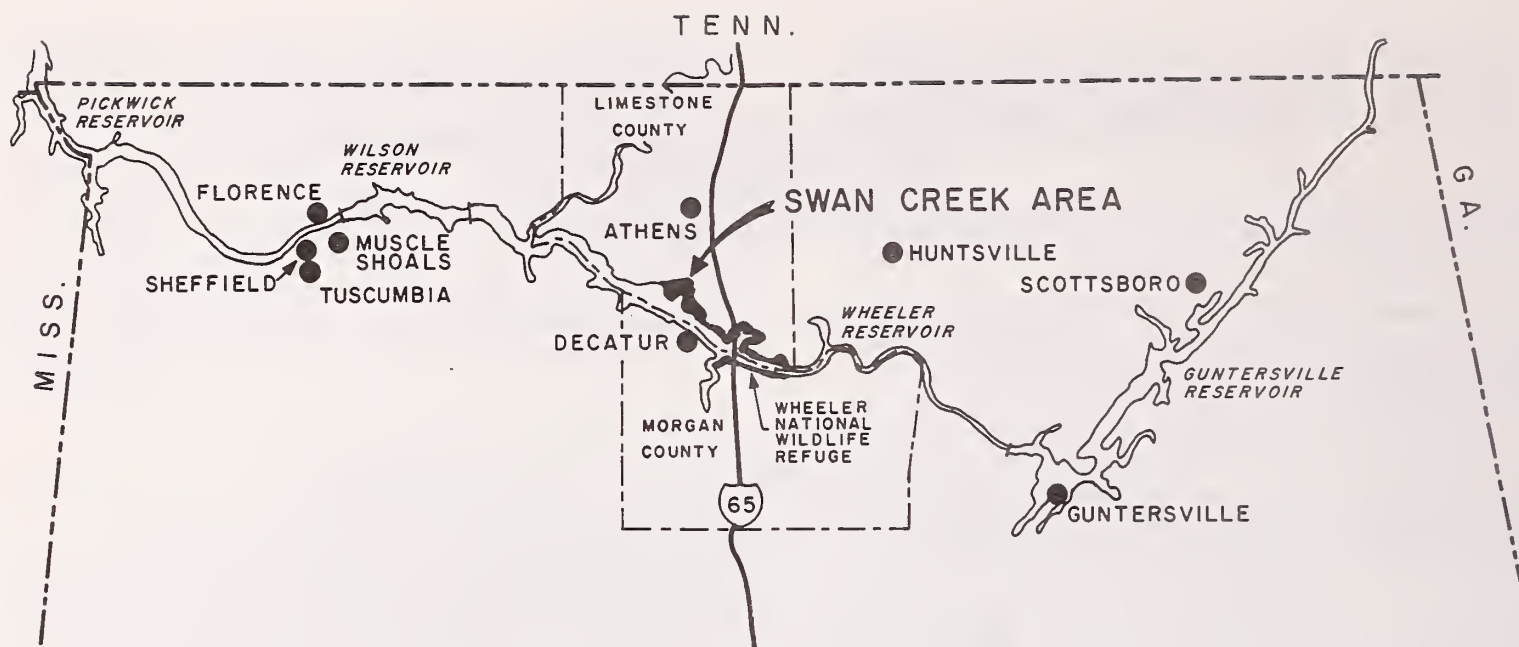 TENN.
PICKWICK
RESERVOIR
LIMESTONE
COUNTY
WILSON
RESERVOIR
FLORENCE
SWAN CREEK AREA
ATHENS
MUSCLE
SHOALS
HUNTSVILLE
SHEFFIELD
TUSCUMBIA
SCOTTSBORO
GA.
MISS.
DECATUR
WHEELER
RESERVOIR
GUNTERSVILLE
RESERVOIR
MORGAN
COUNTY
WHEELER
NATIONAL
WILDLIFE
REFUGE
65
GUNTERSVILLE